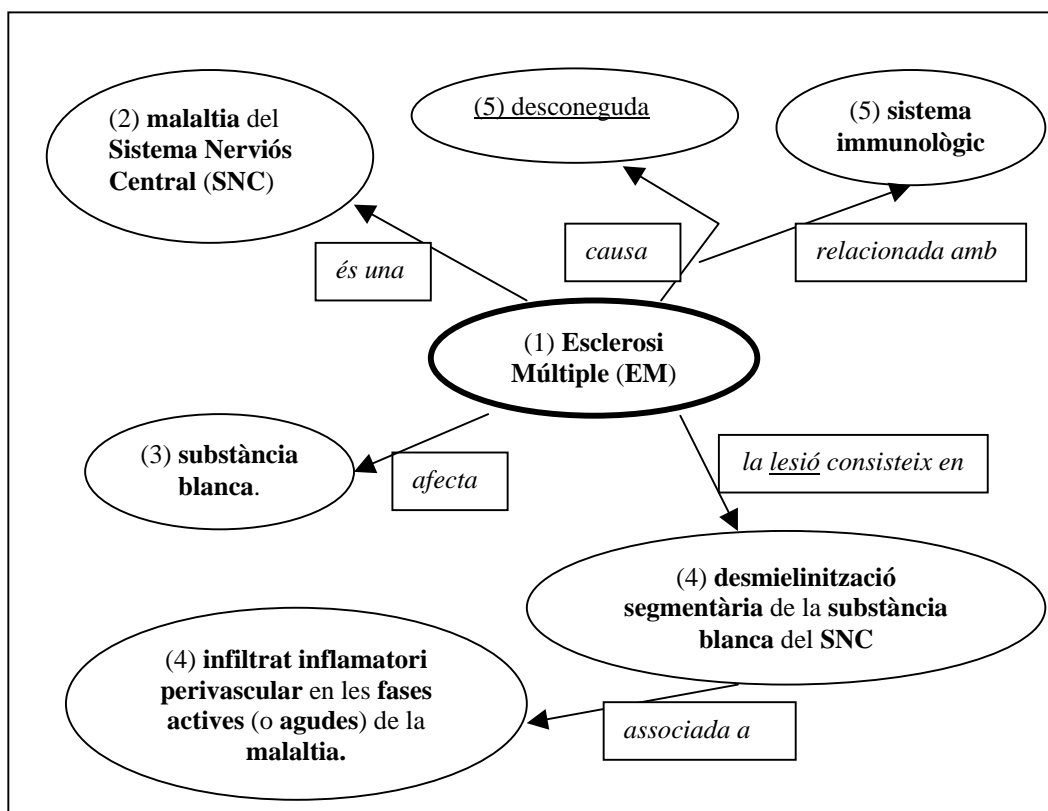 (2) malaltia del
Sistema Nerviós
Central (SNC)
(5) desconeguda
(5) sistema
immunològic
és una
causa
relacionada amb
(1) Esclerosi
Múltiple (EM)
(3) substància
blanca.
afecta
la lesió consisteix en
(4) desmielinització
segmentària de la substància
blanca del SNC
(4) infiltrat inflamatori
perivascular en les fases
actives (o agudes) de la
malaltia.
associada a